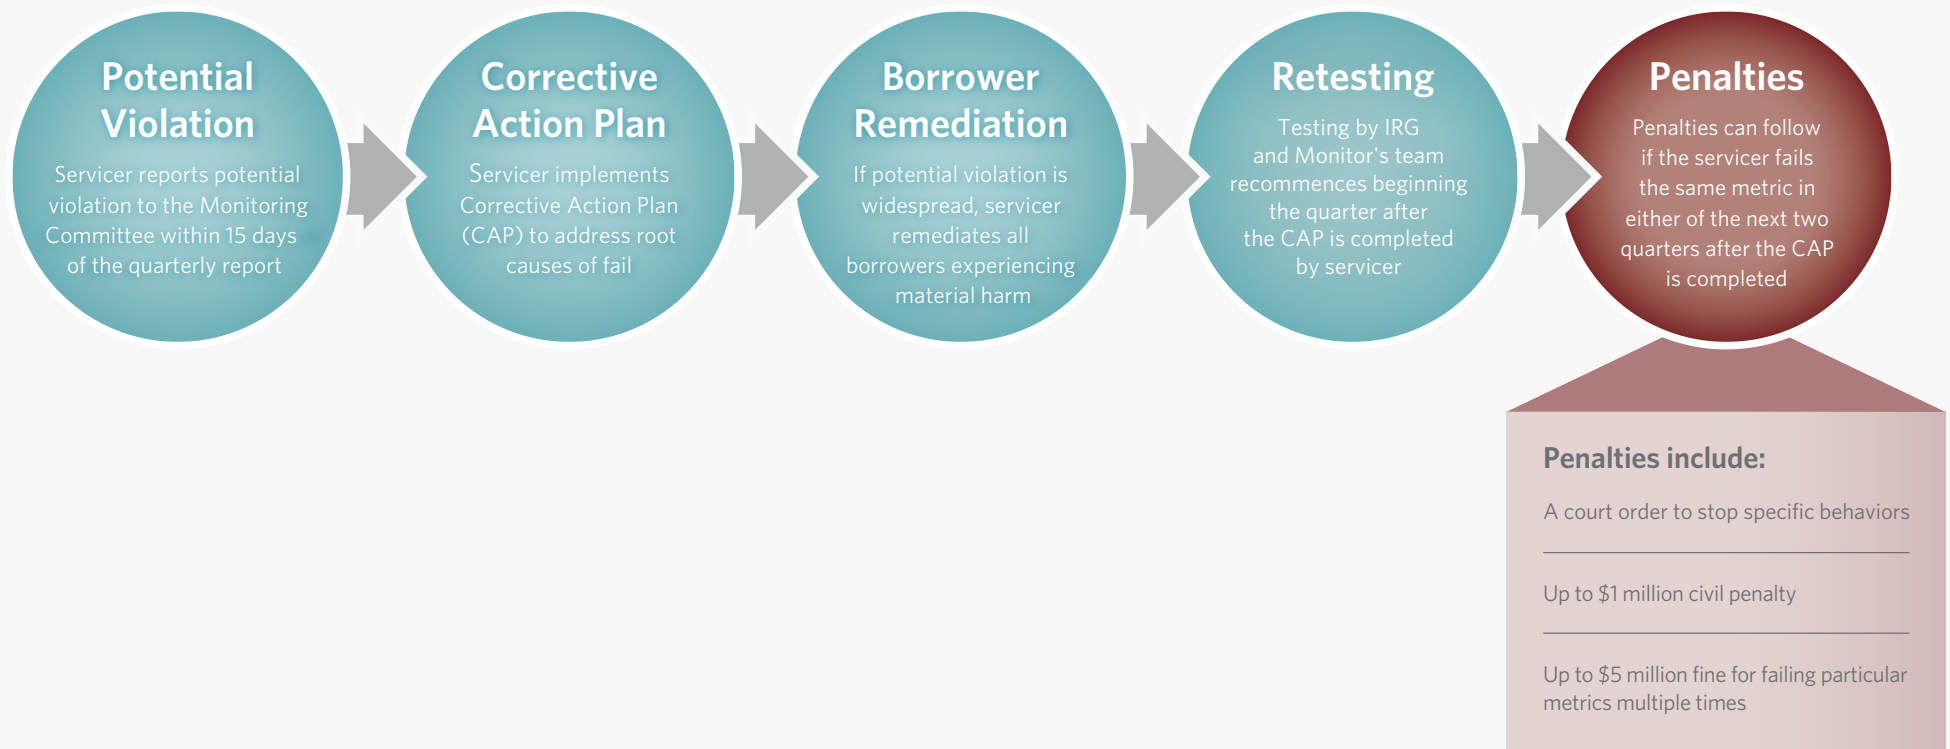 Potential
Violation
Servicer reports potential
violation to the Monitoring
Committee within 15 days
of the quarterly report
Corrective
Action Plan
Servicer implements
Corrective Action Plan
(CAP) to address root
causes of fail
Borrower
Remediation
If potential violation is
widespread, servicer
remediates all
borrowers experiencing
material harm
Retesting
Testing by IRG
and Monitor's team
recommences beginning
the quarter after
the CAP is completed
by servicer
Penalties
Penalties can follow
if the servicer fails
the same metric in
either of the next two
quarters after the CAP
is completed
Penalties include:
A court order to stop specific behaviors
Up to $1 million civil penalty
Up to $5 million fine for failing particular
metrics multiple times